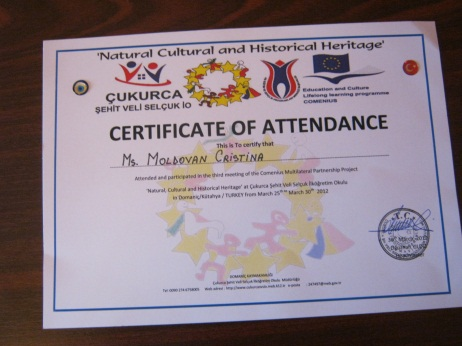 'Natural Cultural and Historical Heritage'
ÇUKURCA
ŞEHİT VELİ SELÇUK İO
Education and Culture
Lifelong learning programme
COMENIUS
CERTIFICATE OF ATTENDANCE
This is To certify that
Ms. MOLDOVAN CRISTINA
Attended and participated in the third meeting of the Comenius Multilateral Partnership Project
'Natural, Cultural and Historical Heritage' at Çukurca Şehit Veli Selçuk İlköğretim Okulu
In Domaniç/Kütahya / TURKEY from March 25th to March 30th 2012
T.C.